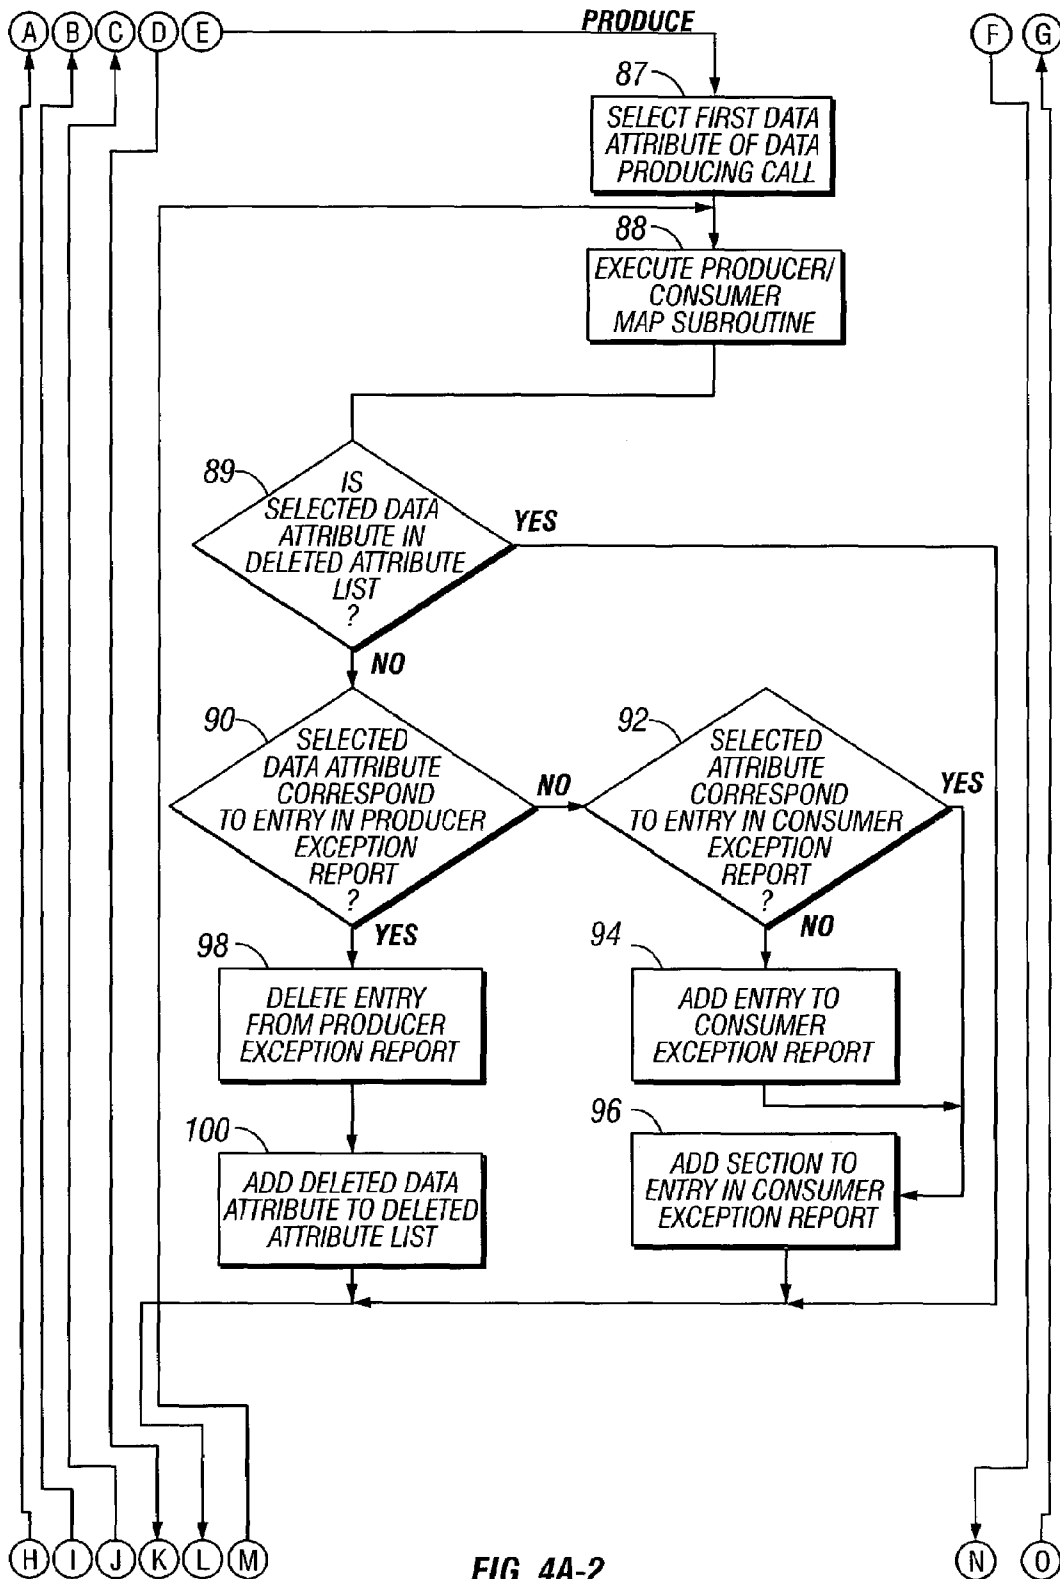 A B C D E PRODUCE F G
87
SELECT FIRST DATA
ATTRIBUTE OF DATA
PRODUCING CALL
88
EXECUTE PRODUCER/
CONSUMER
MAP SUBROUTINE
89
IS
SELECTED DATA
ATTRIBUTE IN
DELETED ATTRIBUTE
LIST
?
YES
NO
90
SELECTED
DATA ATTRIBUTE
CORRESPOND
TO ENTRY IN PRODUCER
EXCEPTION
REPORT
?
NO
YES
92
SELECTED
ATTRIBUTE
CORRESPOND
TO ENTRY IN CONSUMER
EXCEPTION
REPORT
?
YES
NO
98
DELETE ENTRY
FROM PRODUCER
EXCEPTION REPORT
94
ADD ENTRY TO
CONSUMER
EXCEPTION REPORT
100
ADD DELETED DATA
ATTRIBUTE TO DELETED
ATTRIBUTE LIST
96
ADD SECTION TO
ENTRY IN CONSUMER
EXCEPTION REPORT
H I J K L M N O
FIG. 4A-2